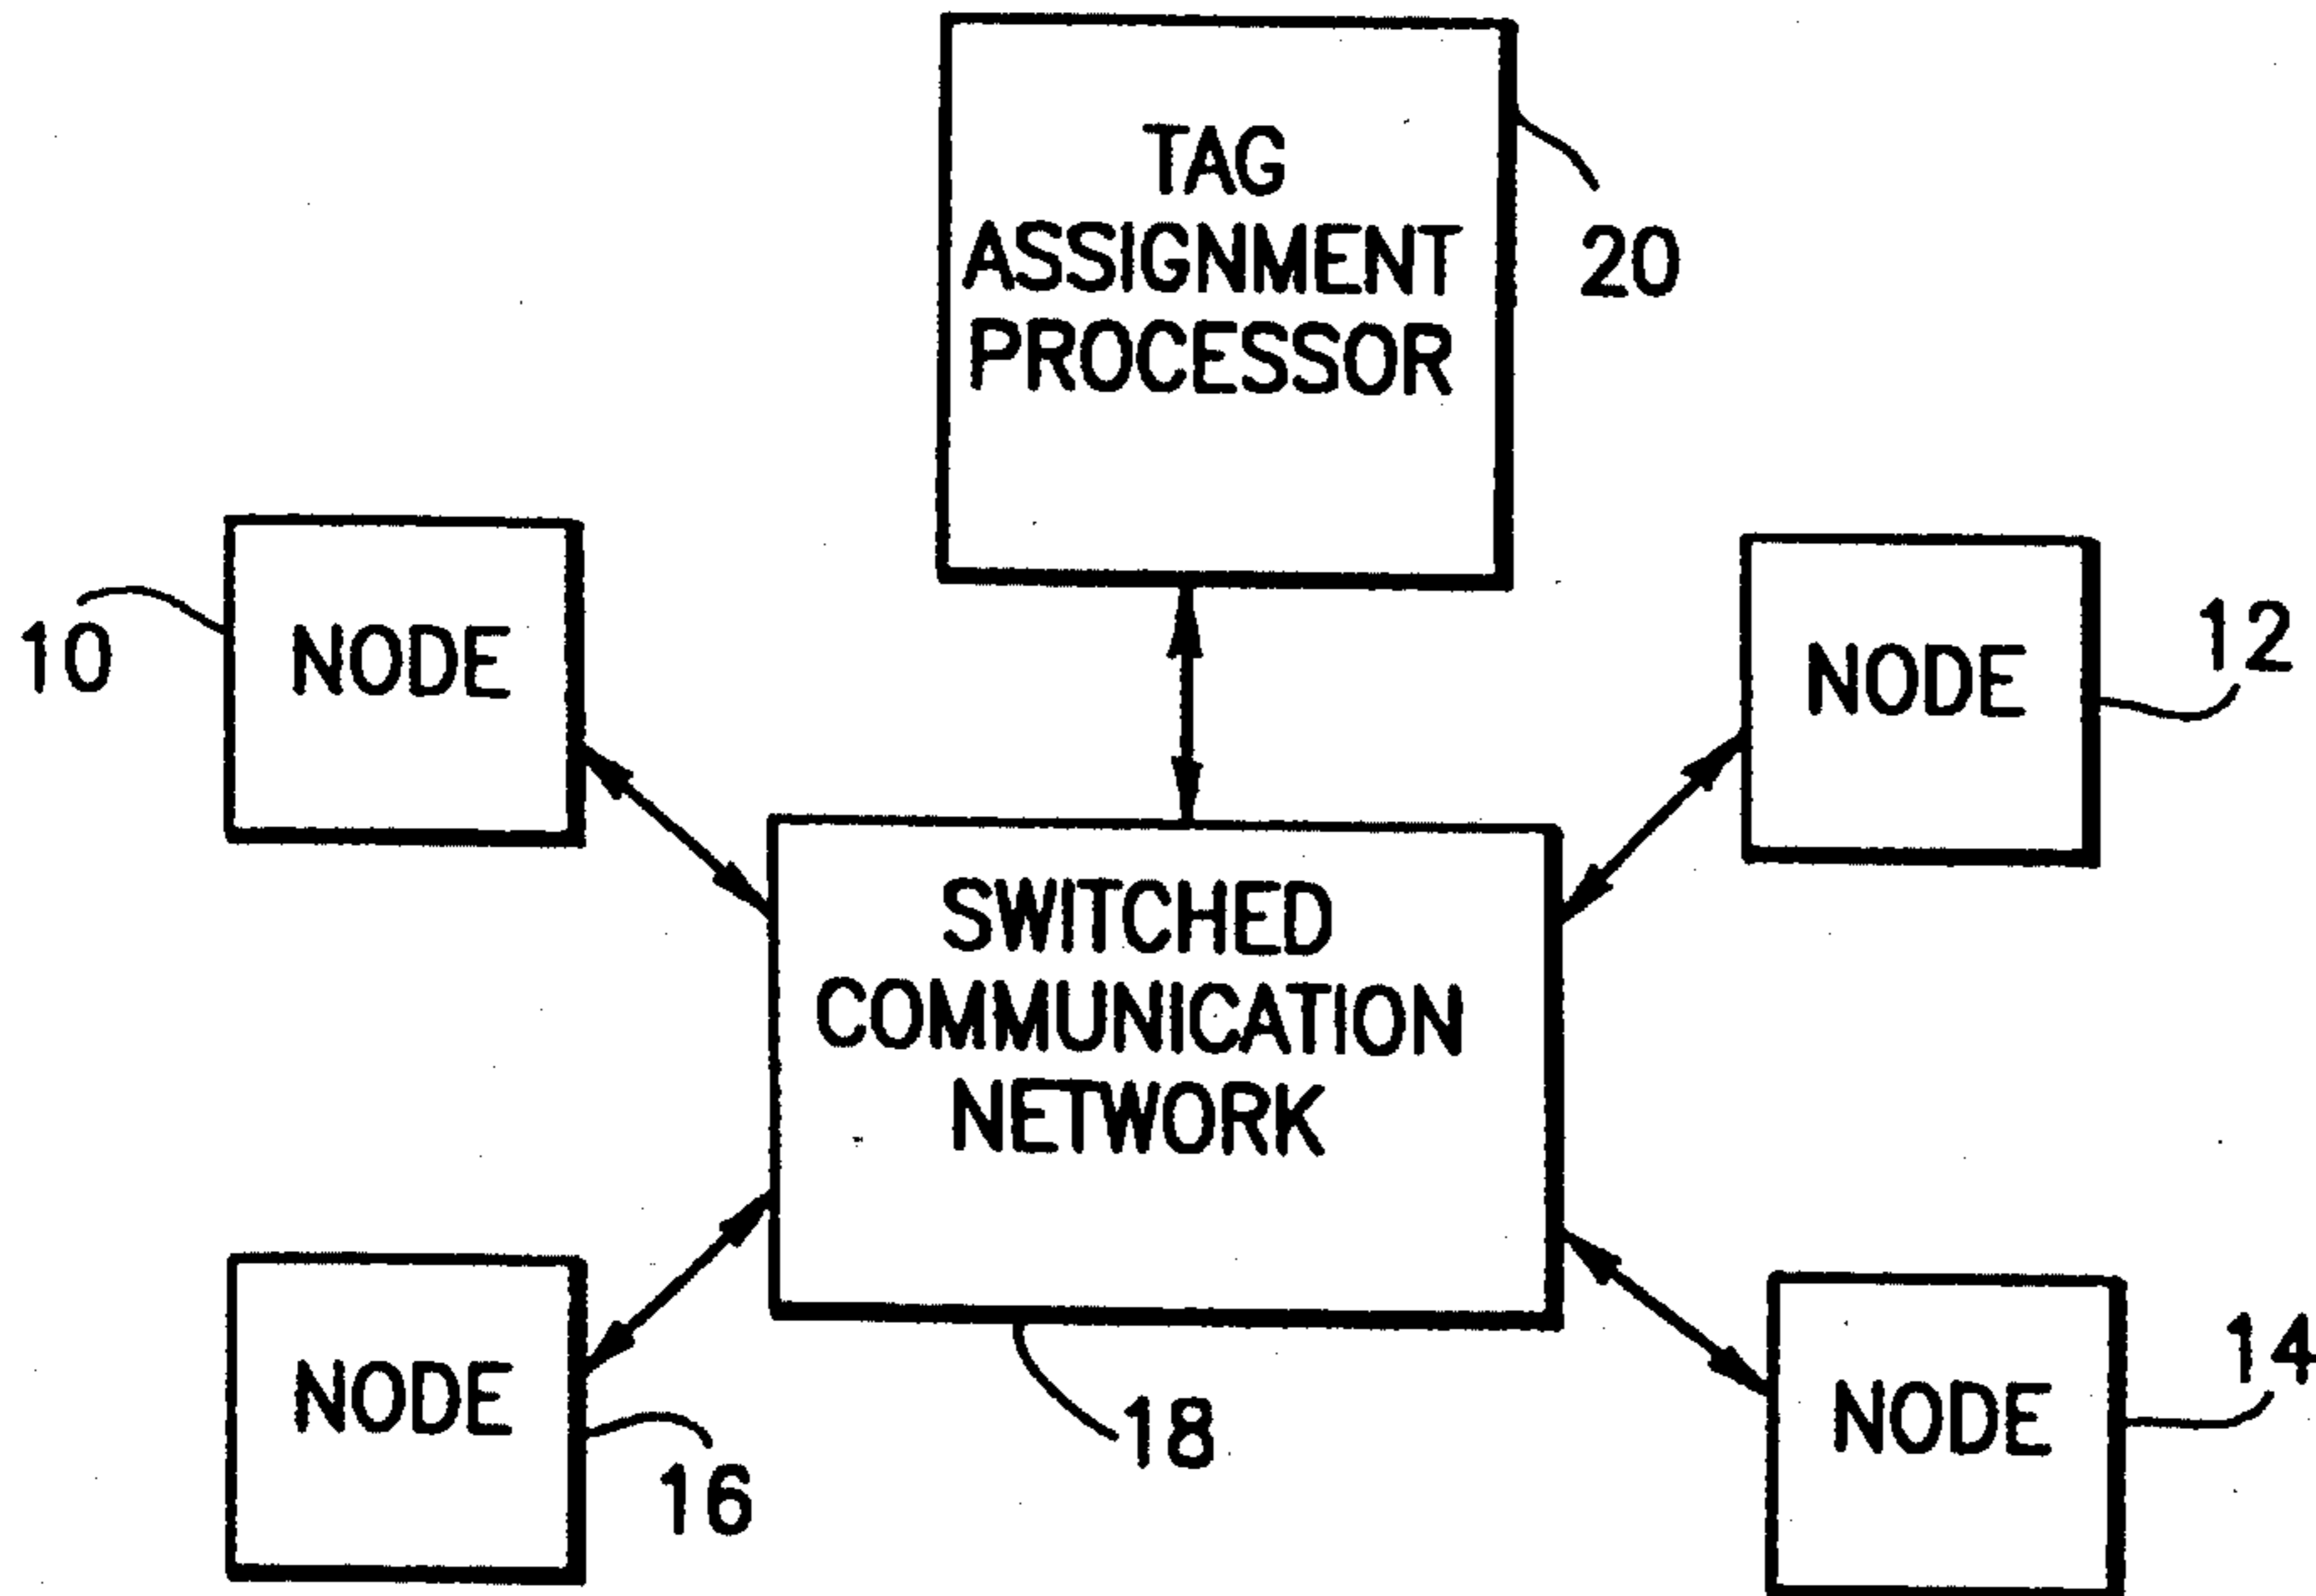 TAG
ASSIGNMENT
PROCESSOR
20
10
NODE
NODE
12
SWITCHED
COMMUNICATION
NETWORK
NODE
16
18
NODE
14